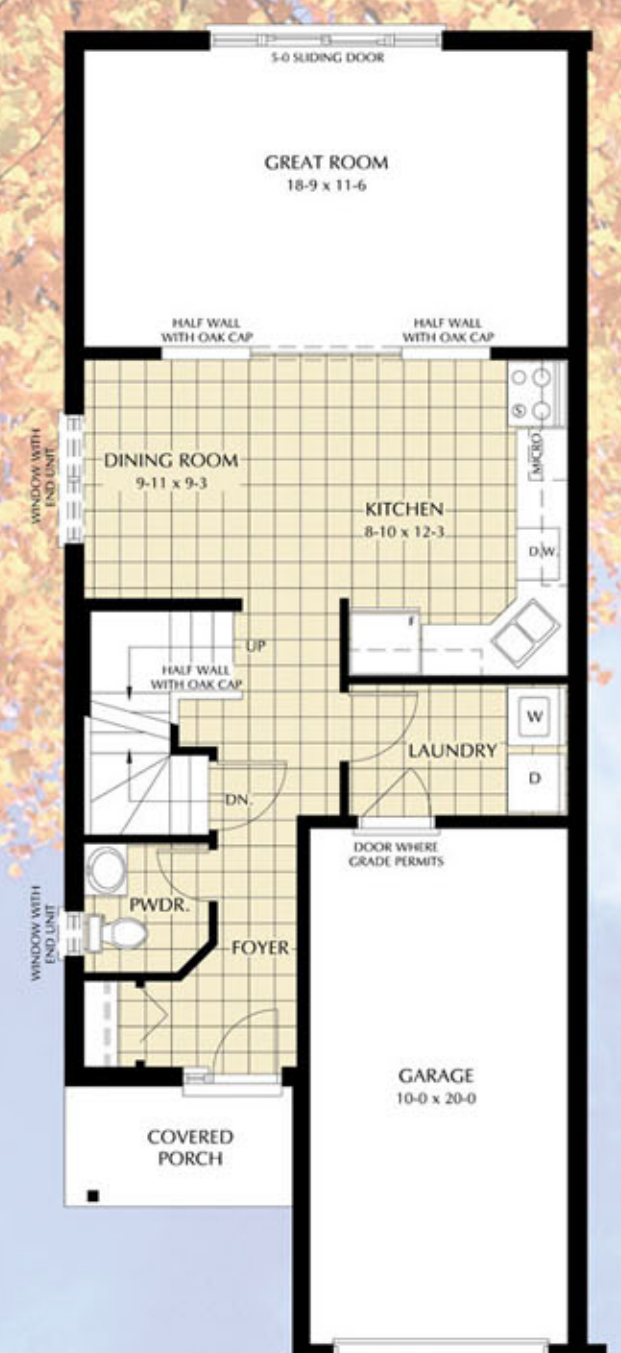 5-0 SLIDING DOOR
GREAT ROOM
18-9 x 11-6
HALF WALL
WITH OAK CAP
HALF WALL
WITH OAK CAP
WINDOW WITH
END UNIT
DINING ROOM
9-11 x 9-3
S
MICRO
KITCHEN
8-10 x 12-3
D.W.
F
UP
HALF WALL
WITH OAK CAP
W
LAUNDRY
D
DN.
DOOR WHERE
GRADE PERMITS
WINDOW WITH
END UNIT
PWDR.
FOYER
GARAGE
10-0 x 20-0
COVERED
PORCH